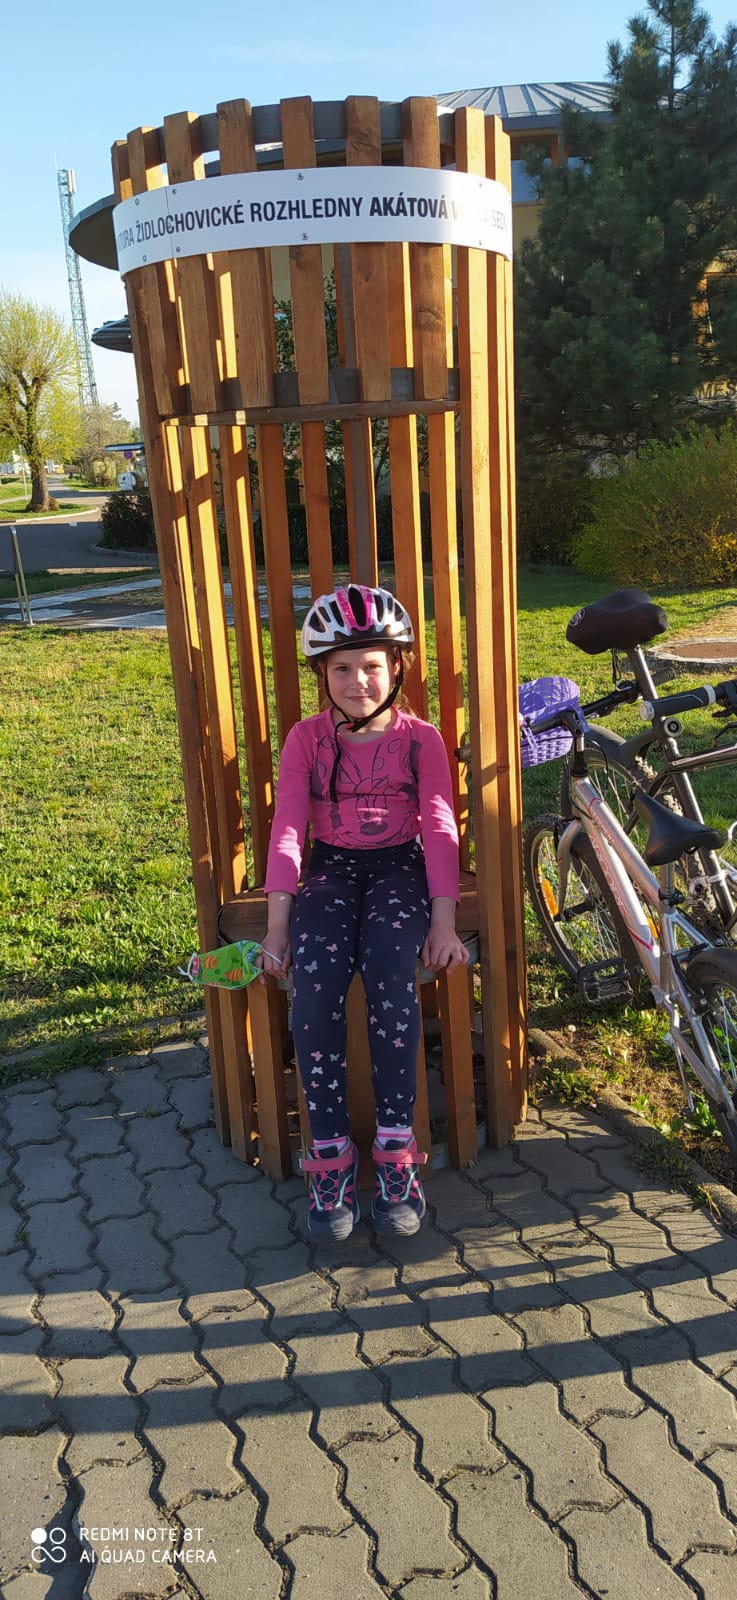 ŽIDLOCHOVICKÉ ROZHLEDNY AKÁTOVÁ
REDMI NOTE 8T
AI QUAD CAMERA